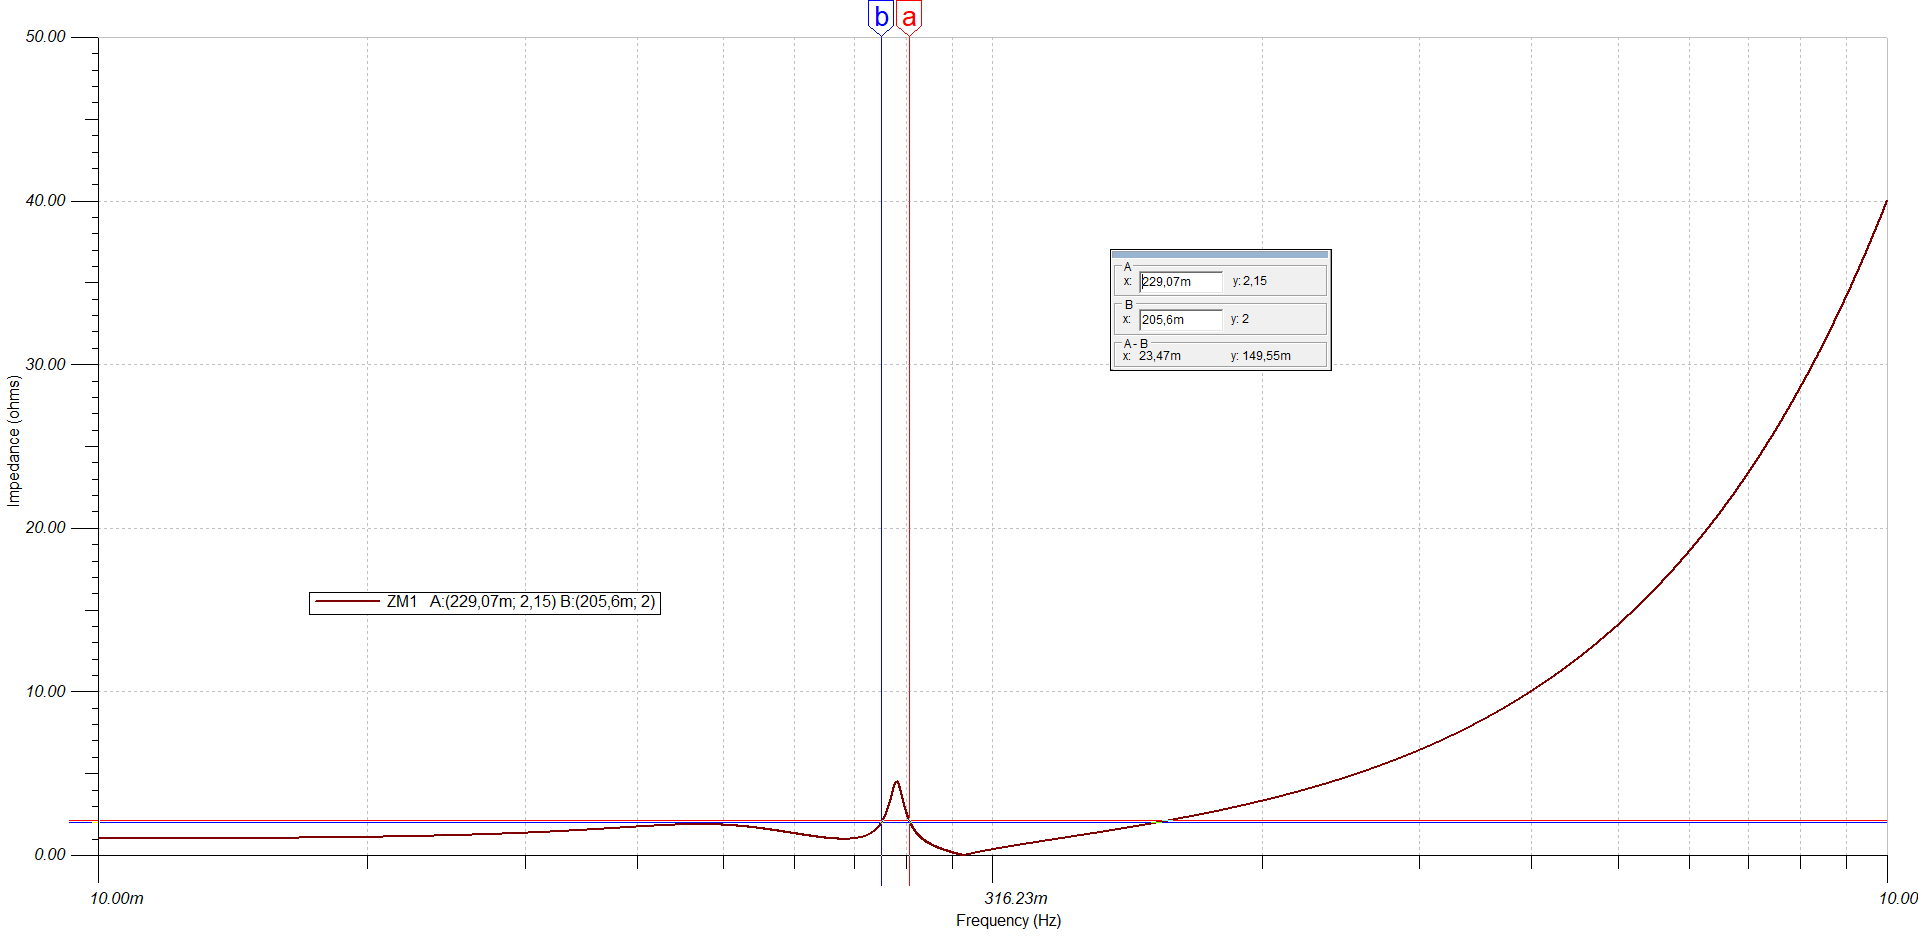 b a
50.00
40.00
30.00
20.00
10.00
0.00
Impedance (ohms)
A
x: 229,07m y: 2,15
B
x: 205,6m y: 2
A - B
x: 23,47m y: 149,55m
ZM1 A:(229,07m; 2,15) B:(205,6m; 2)
10.00m 316.23m 10.00
Frequency (Hz)